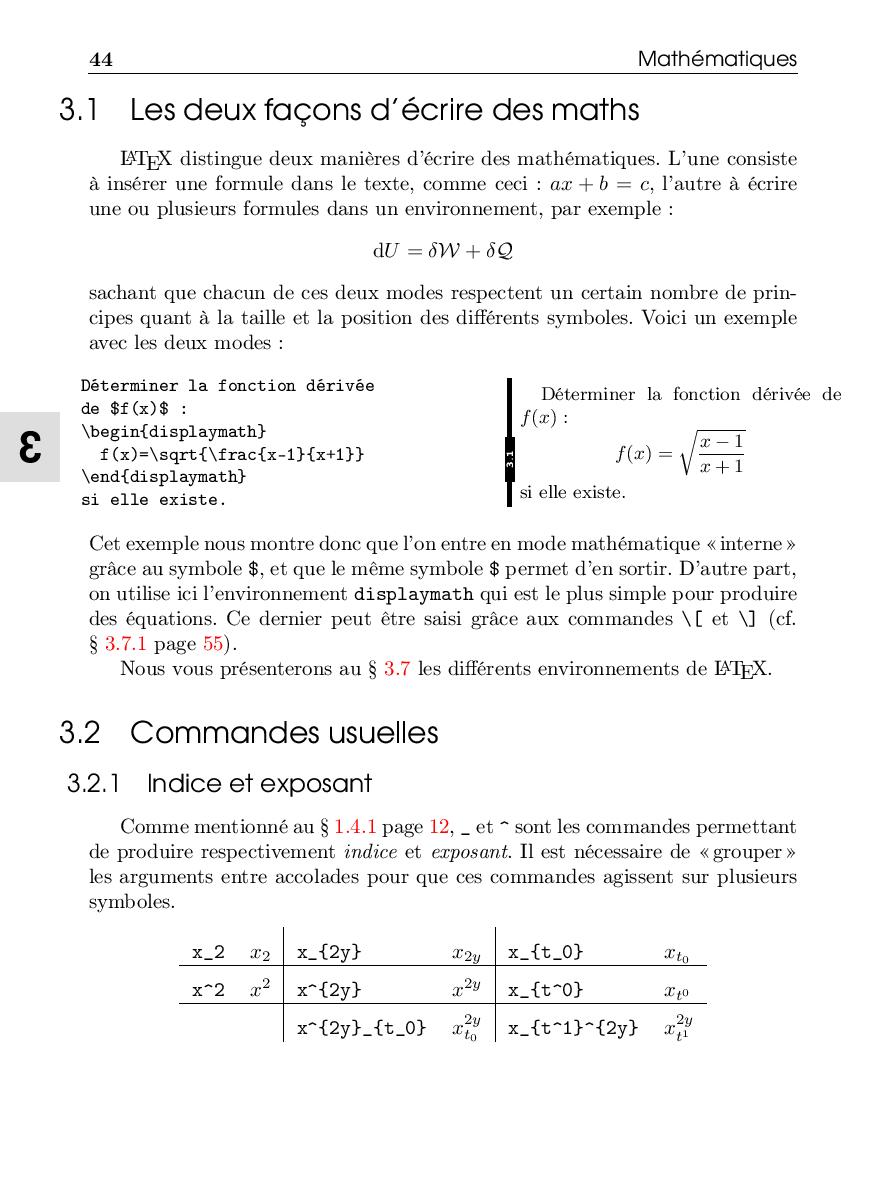 44 Mathématiques
3.1 Les deux façons d'écrire des maths
LATEX distingue deux manières d'écrire des mathématiques. L'une consiste
à insérer une formule dans le texte, comme ceci : ax + b = c, l'autre à écrire
une ou plusieurs formules dans un environnement, par exemple :
dU = δ𝒲 + δ𝒬
sachant que chacun de ces deux modes respectent un certain nombre de prin-
cipes quant à la taille et la position des différents symboles. Voici un exemple
avec les deux modes :
Déterminer la fonction dérivée
de $f(x)$ :
\begin{displaymath}
f(x)=\sqrt{\frac{x-1}{x+1}}
\end{displaymath}
si elle existe.
3.1
Déterminer la fonction dérivée de
f(x) :
f(x) = √((x − 1)/(x + 1))
si elle existe.
3
Cet exemple nous montre donc que l'on entre en mode mathématique « interne »
grâce au symbole $, et que le même symbole $ permet d'en sortir. D'autre part,
on utilise ici l'environnement displaymath qui est le plus simple pour produire
des équations. Ce dernier peut être saisi grâce aux commandes \[ et \] (cf.
§ 3.7.1 page 55).
Nous vous présenterons au § 3.7 les différents environnements de LATEX.
3.2 Commandes usuelles
3.2.1 Indice et exposant
Comme mentionné au § 1.4.1 page 12, _ et ^ sont les commandes permettant
de produire respectivement indice et exposant. Il est nécessaire de « grouper »
les arguments entre accolades pour que ces commandes agissent sur plusieurs
symboles.
x_2 x₂ x_{2y} x_{2y} x_{t_0} x_{t_0}
x^2 x² x^{2y} x^{2y} x_{t^0} x_{t^0}
x^{2y}_{t_0} x^{2y}_{t_0} x_{t^1}^{2y} x^{2y}_{t^1}